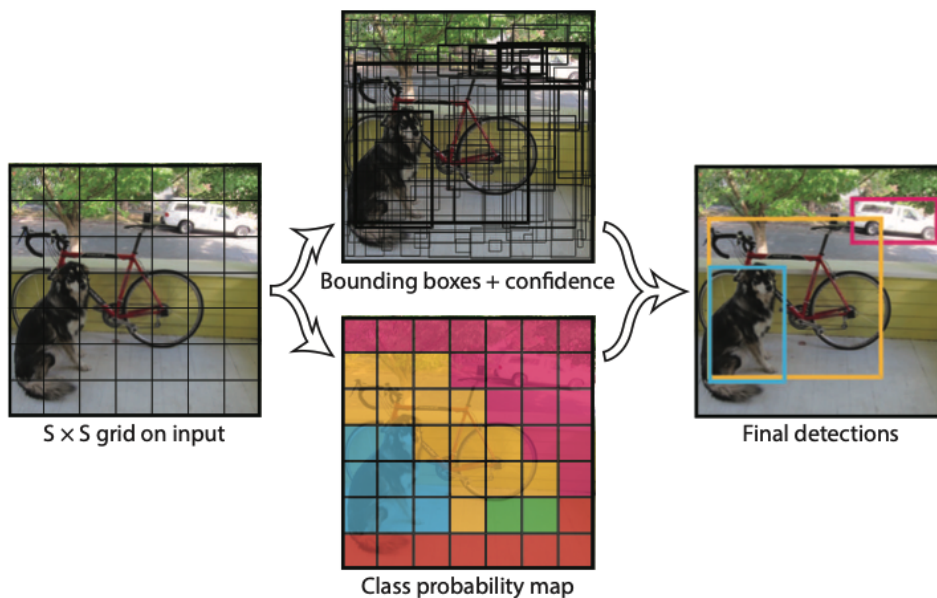 Bounding boxes + confidence
S × S grid on input
Final detections
Class probability map